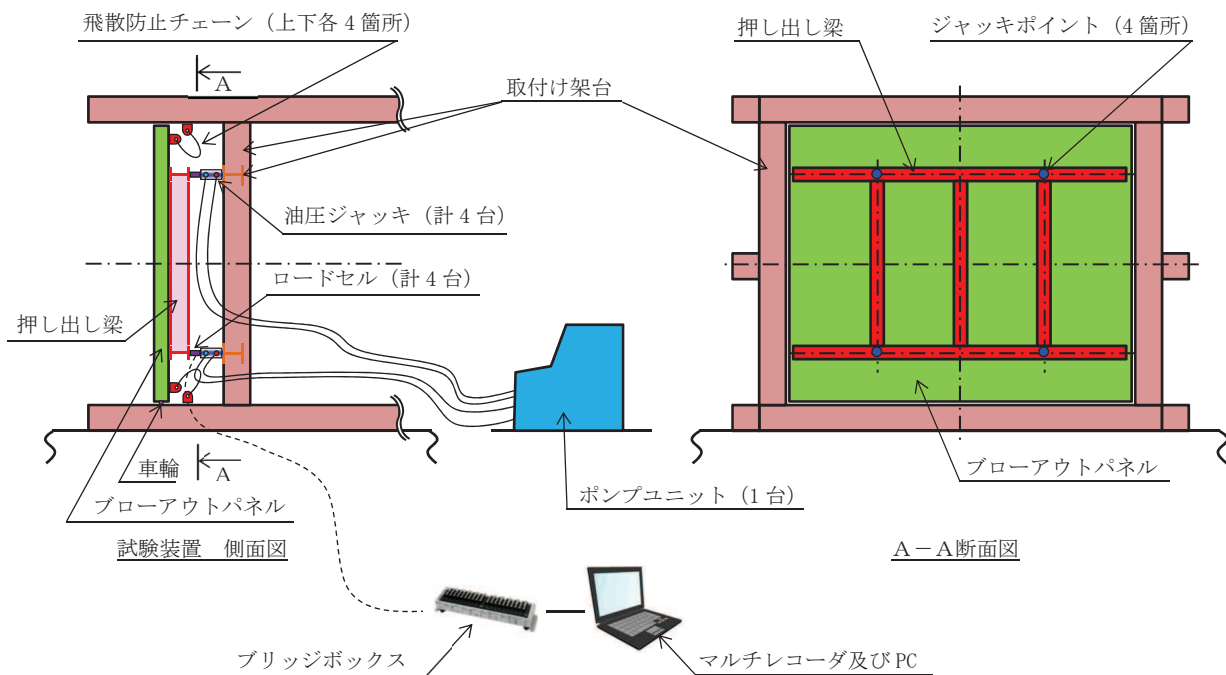 飛散防止チェーン（上下各 4 箇所）
押し出し梁
ジャッキポイント（4 箇所）
A
取付け架台
油圧ジャッキ（計 4 台）
ロードセル（計 4 台）
押し出し梁
車輪
A
ブローアウトパネル
ポンプユニット（1 台）
ブローアウトパネル
試験装置　側面図
A－A断面図
ブリッジボックス
マルチレコーダ及び PC